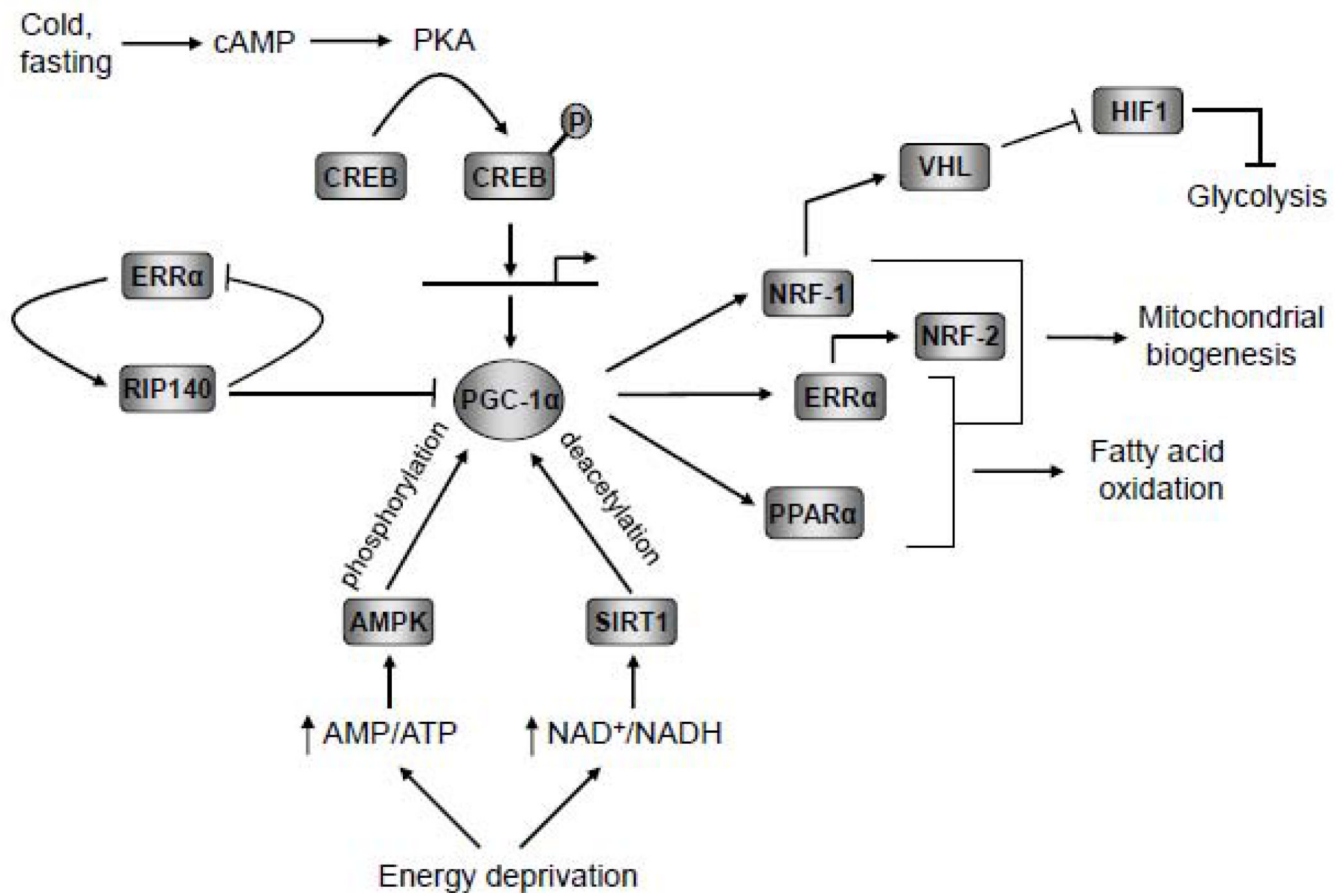 Cold,
fasting
cAMP
PKA
CREB
CREB
P
HIF1
VHL
Glycolysis
ERRα
RIP140
NRF-1
NRF-2
Mitochondrial
biogenesis
PGC-1α
ERRα
PPARα
Fatty acid
oxidation
phosphorylation
deacetylation
AMPK
SIRT1
↑ AMP/ATP
↑ NAD⁺/NADH
Energy deprivation